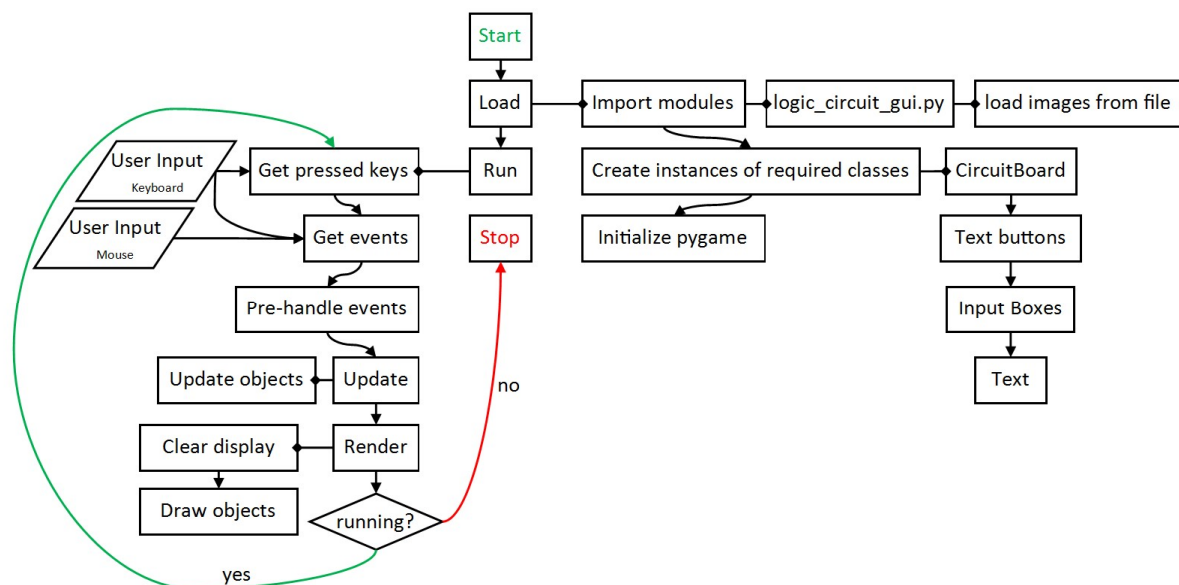 Start
Load
Import modules
logic_circuit_gui.py
load images from file
User Input
Keyboard
Get pressed keys
Run
Create instances of required classes
CircuitBoard
User Input
Mouse
Get events
Stop
Initialize pygame
Text buttons
Pre-handle events
Input Boxes
Update objects
Update
no
Text
Clear display
Render
Draw objects
running?
yes